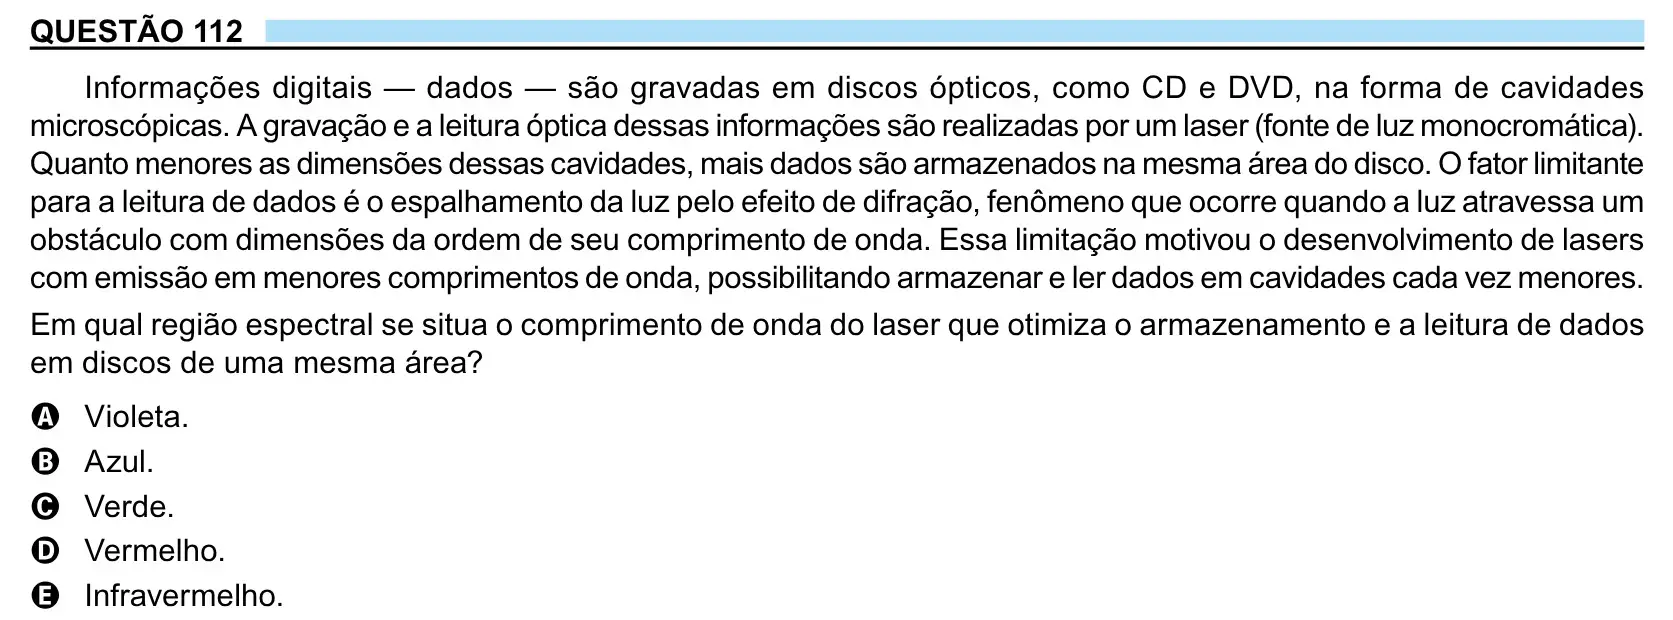 QUESTÃO 112
Informações digitais — dados — são gravadas em discos ópticos, como CD e DVD, na forma de cavidades
microscópicas. A gravação e a leitura óptica dessas informações são realizadas por um laser (fonte de luz monocromática).
Quanto menores as dimensões dessas cavidades, mais dados são armazenados na mesma área do disco. O fator limitante
para a leitura de dados é o espalhamento da luz pelo efeito de difração, fenômeno que ocorre quando a luz atravessa um
obstáculo com dimensões da ordem de seu comprimento de onda. Essa limitação motivou o desenvolvimento de lasers
com emissão em menores comprimentos de onda, possibilitando armazenar e ler dados em cavidades cada vez menores.
Em qual região espectral se situa o comprimento de onda do laser que otimiza o armazenamento e a leitura de dados
em discos de uma mesma área?
A Violeta.
B Azul.
C Verde.
D Vermelho.
E Infravermelho.